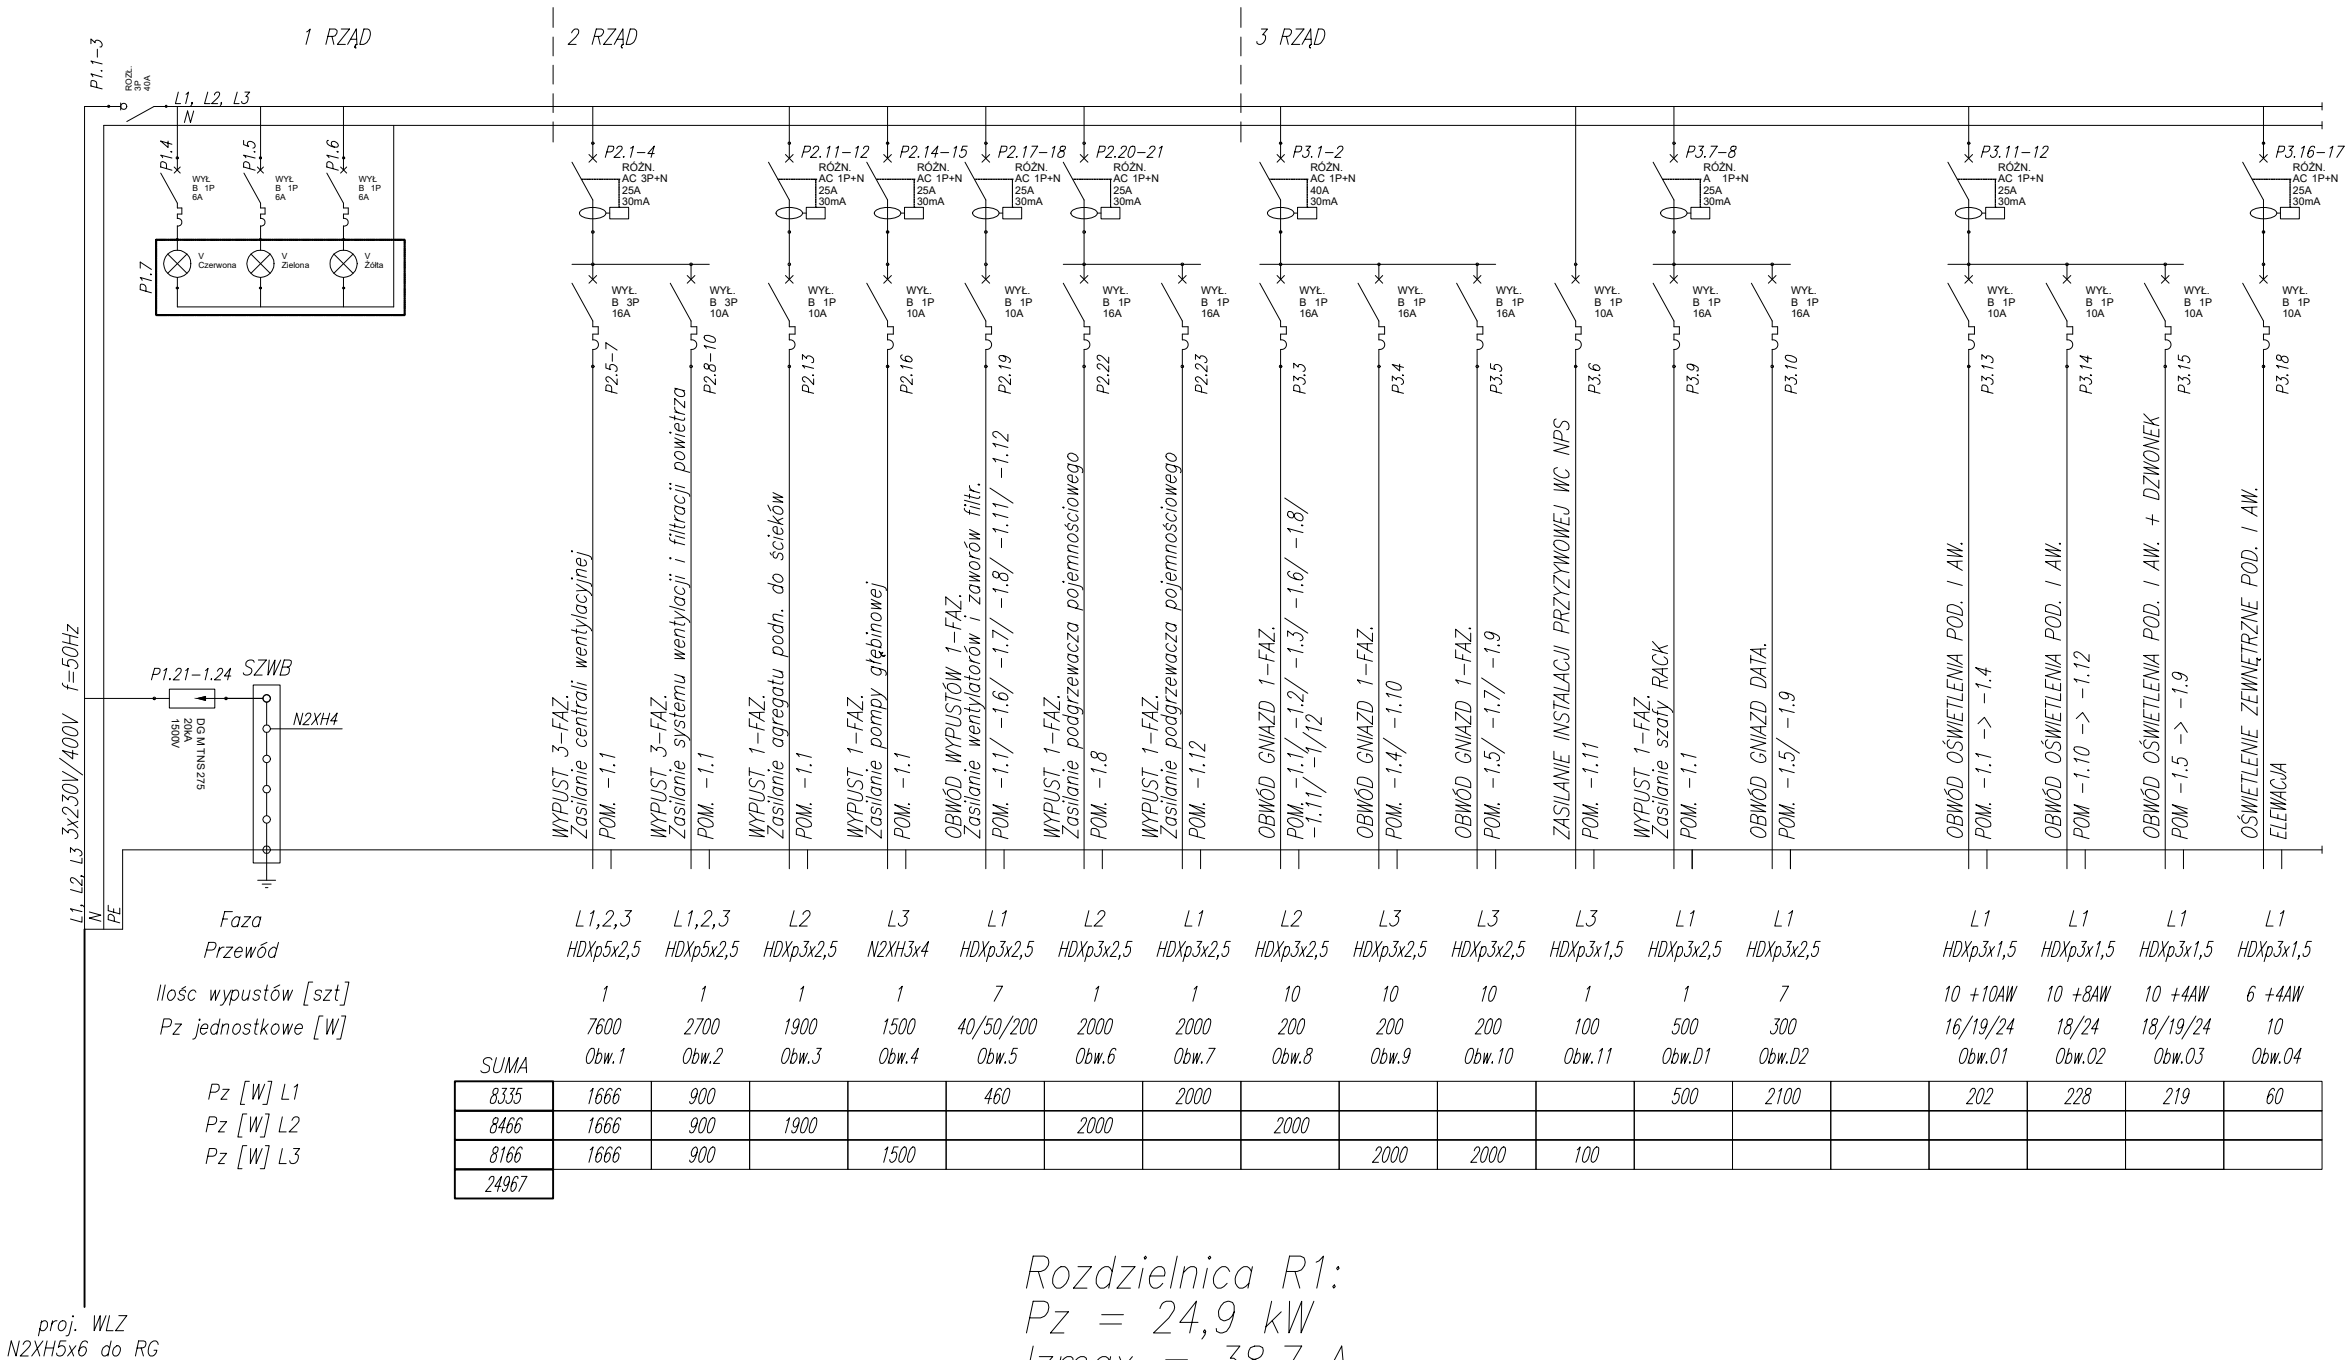 1 RZĄD
2 RZĄD
3 RZĄD
P1.1-3
ROZŁ.
3P
40A
L1, L2, L3
N
P1.4
WYŁ
B 1P
6A
P1.5
WYŁ
B 1P
6A
P1.6
WYŁ
B 1P
6A
P1.7
V
Czerwona
V
Zielona
V
Żółta
P2.1-4
RÓŻN.
AC 3P+N
25A
30mA
P2.11-12
RÓŻN.
AC 1P+N
25A
30mA
P2.14-15
RÓŻN.
AC 1P+N
25A
30mA
P2.17-18
RÓŻN.
AC 1P+N
25A
30mA
P2.20-21
RÓŻN.
AC 1P+N
25A
30mA
P3.1-2
RÓŻN.
AC 1P+N
40A
30mA
P3.7-8
RÓŻN.
A 1P+N
25A
30mA
P3.11-12
RÓŻN.
AC 1P+N
25A
30mA
P3.16-17
RÓŻN.
AC 1P+N
25A
30mA
WYŁ.
B 3P
16A
P2.5-7
WYŁ.
B 3P
10A
P2.8-10
WYŁ.
B 1P
10A
P2.13
WYŁ.
B 1P
10A
P2.16
WYŁ.
B 1P
10A
P2.19
WYŁ.
B 1P
16A
P2.22
WYŁ.
B 1P
16A
P2.23
WYŁ.
B 1P
16A
P3.3
WYŁ.
B 1P
16A
P3.4
WYŁ.
B 1P
16A
P3.5
WYŁ.
B 1P
10A
P3.6
WYŁ.
B 1P
16A
P3.9
WYŁ.
B 1P
16A
P3.10
WYŁ.
B 1P
10A
P3.13
WYŁ.
B 1P
10A
P3.14
WYŁ.
B 1P
10A
P3.15
WYŁ.
B 1P
10A
P3.18
WYPUST 3-FAZ.
Zasilanie centrali wentylacyjnej
POM. -1.1
WYPUST 3-FAZ.
Zasilanie systemu wentylacji i filtracji powietrza
POM. -1.1
WYPUST 1-FAZ.
Zasilanie agregatu podn. do ścieków
POM. -1.1
WYPUST 1-FAZ.
Zasilanie pompy głębinowej
POM. -1.1
OBWÓD WYPUSTÓW 1-FAZ.
Zasilanie wentylatorów i zaworów filtr.
POM. -1.1/ -1.6/ -1.7/ -1.8/ -1.11/ -1.12
WYPUST 1-FAZ.
Zasilanie podgrzewacza pojemnościowego
POM. -1.8
WYPUST 1-FAZ.
Zasilanie podgrzewacza pojemnościowego
POM. -1.12
OBWÓD GNIAZD 1-FAZ.
POM. -1.1/ -1.2/ -1.3/ -1.6/ -1.8/
-1.11/ -1/12
OBWÓD GNIAZD 1-FAZ.
POM. -1.4/ -1.10
OBWÓD GNIAZD 1-FAZ.
POM. -1.5/ -1.7/ -1.9
ZASILANIE INSTALACJI PRZYZYWOWEJ WC NPS
POM. -1.11
WYPUST 1-FAZ.
Zasilanie szafy RACK
POM. -1.1
OBWÓD GNIAZD DATA.
POM. -1.5/ -1.9
OBWÓD OŚWIETLENIA POD. I AW.
POM. -1.1 -> -1.4
OBWÓD OŚWIETLENIA POD. I AW.
POM -1.10 -> -1.12
OBWÓD OŚWIETLENIA POD. I AW. + DZWONEK
POM -1.5 -> -1.9
OŚWIETLENIE ZEWNĘTRZNE POD. I AW.
ELEWACJA
L1, L2, L3 3x230V/400V f=50Hz
N
PE
P1.21-1.24
SZWB
N2XH4
DG M TNS 275
20kA
1500V
Faza L1,2,3 L1,2,3 L2 L3 L1 L2 L1 L2 L3 L3 L3 L1 L1 L1 L1 L1 L1
Przewód HDXp5x2,5 HDXp5x2,5 HDXp3x2,5 N2XH3x4 HDXp3x2,5 HDXp3x2,5 HDXp3x2,5 HDXp3x2,5 HDXp3x2,5 HDXp3x2,5 HDXp3x1,5 HDXp3x2,5 HDXp3x2,5 HDXp3x1,5 HDXp3x1,5 HDXp3x1,5 HDXp3x1,5
Ilośc wypustów [szt] 1 1 1 1 7 1 1 10 10 10 1 1 7 10 +10AW 10 +8AW 10 +4AW 6 +4AW
Pz jednostkowe [W] 7600 2700 1900 1500 40/50/200 2000 2000 200 200 200 100 500 300 16/19/24 18/24 18/19/24 10
SUMA Obw.1 Obw.2 Obw.3 Obw.4 Obw.5 Obw.6 Obw.7 Obw.8 Obw.9 Obw.10 Obw.11 Obw.D1 Obw.D2 Obw.O1 Obw.O2 Obw.O3 Obw.O4
Pz [W] L1 8335 1666 900 460 2000 500 2100 202 228 219 60
Pz [W] L2 8466 1666 900 1900 2000 2000
Pz [W] L3 8166 1666 900 1500 2000 2000 100
24967
Rozdzielnica R1:
Pz = 24,9 kW
Izmax = 38,7 A
proj. WLZ
N2XH5x6 do RG